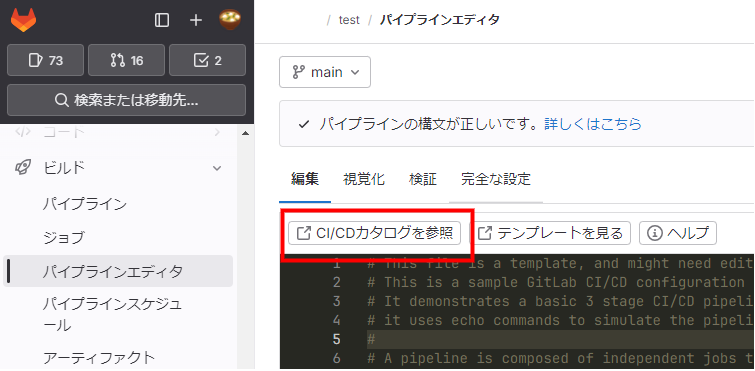 73
16
2
検索または移動先...
コード
ビルド
パイプライン
ジョブ
パイプラインエディタ
パイプラインスケジュ
ール
アーティファクト
/ test / パイプラインエディタ
main
パイプラインの構文が正しいです。詳しくはこちら
編集 視覚化 検証 完全な設定
CI/CDカタログを参照 テンプレートを見る ヘルプ
1 # This file is a template, and might need edit
2 # This is a sample GitLab CI/CD configuration
3 # It demonstrates a basic 3 stage CI/CD pipeli
4 # it uses echo commands to simulate the pipeli
5 #
6 # A pipeline is composed of independent jobs t